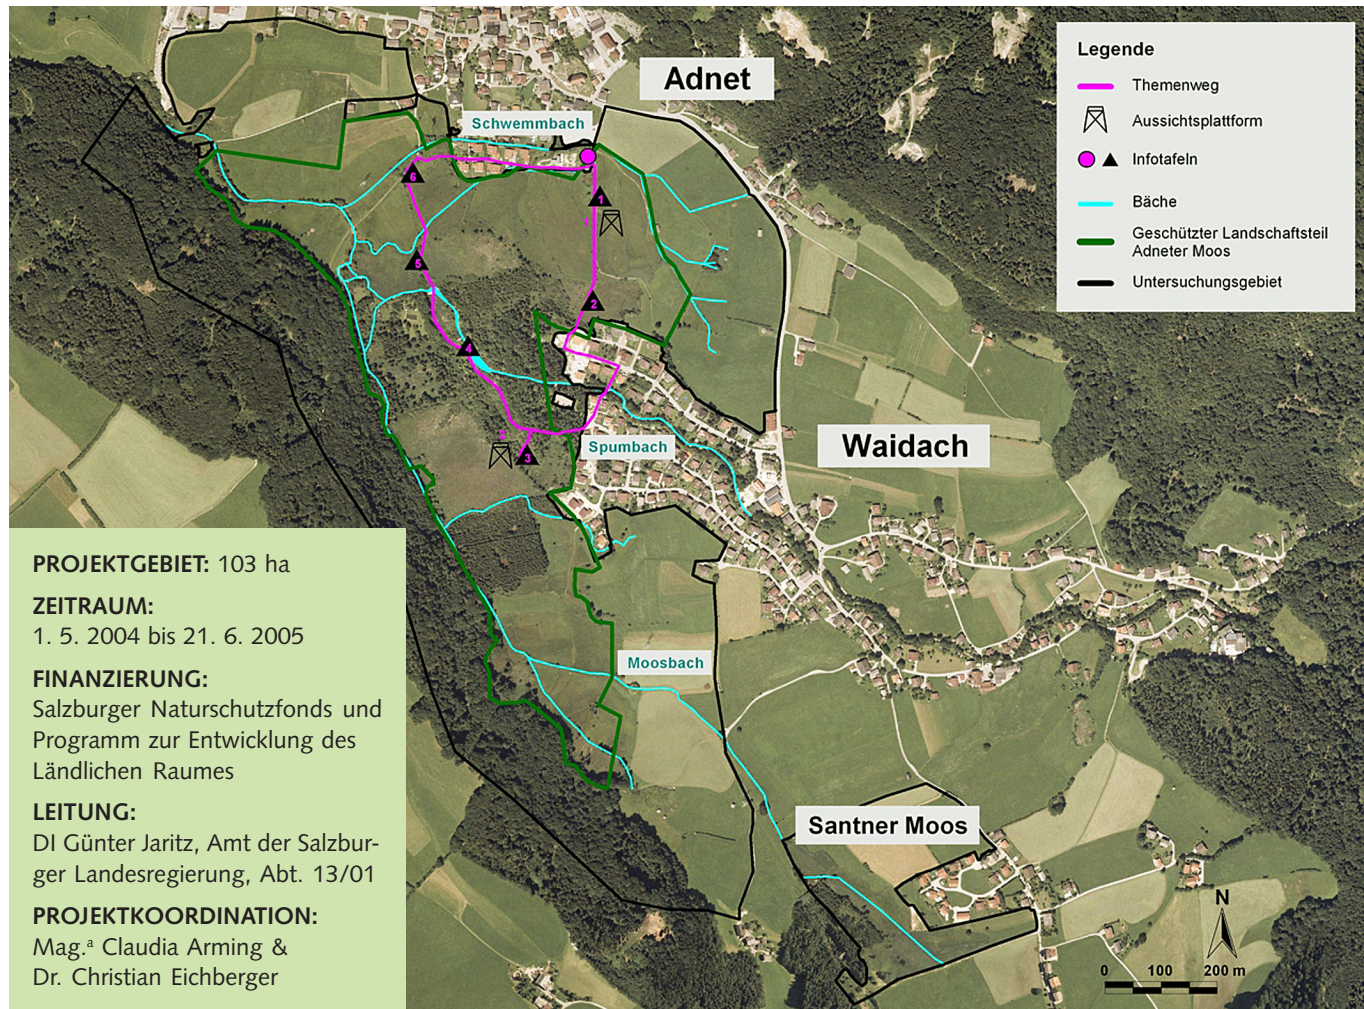 Adnet
Schwemmbach
Legende
Themenweg
Aussichtsplattform
Infotafeln
Bäche
Geschützter Landschaftsteil
Adneter Moos
Untersuchungsgebiet
6
1
5
2
4
3
Waidach
Spumbach
Moosbach
Santner Moos
N
0 100 200 m
PROJEKTGEBIET: 103 ha
ZEITRAUM:
1. 5. 2004 bis 21. 6. 2005
FINANZIERUNG:
Salzburger Naturschutzfonds und
Programm zur Entwicklung des
Ländlichen Raumes
LEITUNG:
DI Günter Jaritz, Amt der Salzbur-
ger Landesregierung, Abt. 13/01
PROJEKTKOORDINATION:
Mag.ª Claudia Arming &
Dr. Christian Eichberger